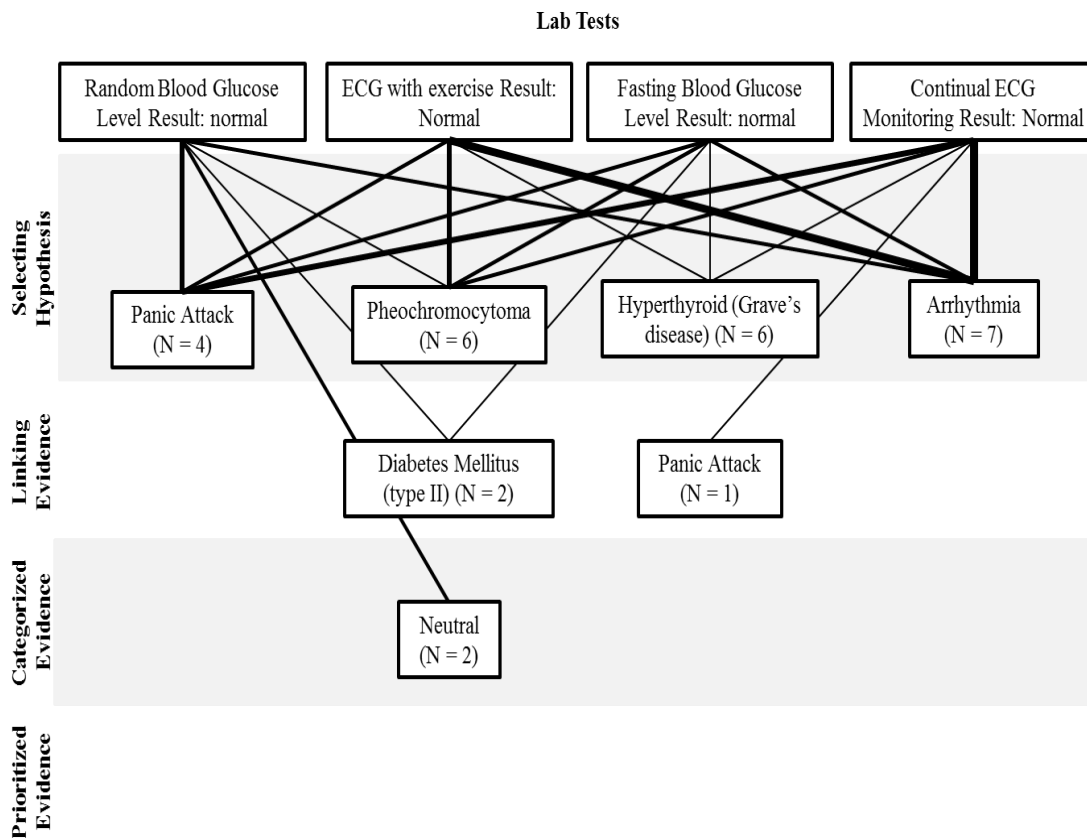 Lab Tests
Random Blood Glucose
Level Result: normal
ECG with exercise Result:
Normal
Fasting Blood Glucose
Level Result: normal
Continual ECG
Monitoring Result: Normal
Selecting
Hypothesis
Panic Attack
(N = 4)
Pheochromocytoma
(N = 6)
Hyperthyroid (Grave's
disease) (N = 6)
Arrhythmia
(N = 7)
Linking
Evidence
Diabetes Mellitus
(type II) (N = 2)
Panic Attack
(N = 1)
Categorized
Evidence
Neutral
(N = 2)
Prioritized
Evidence